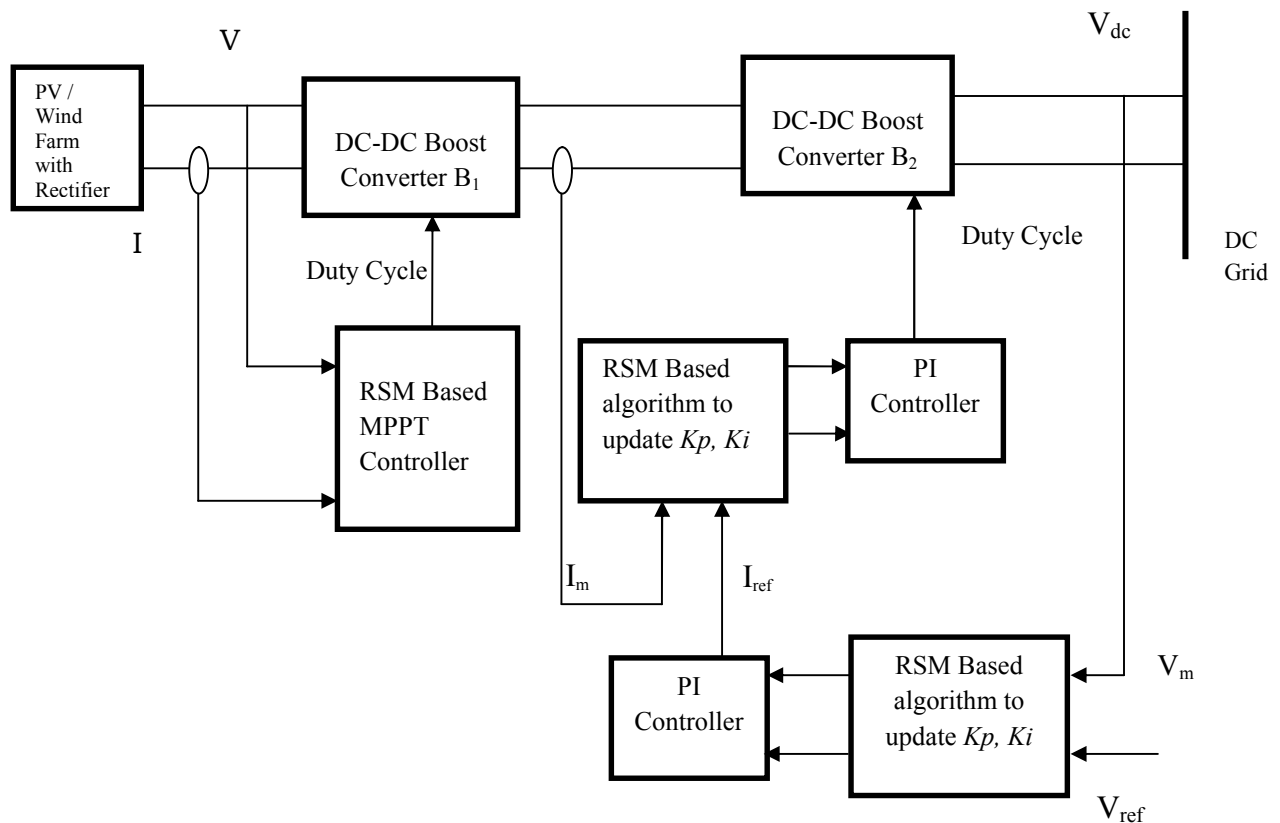 V
V_dc
PV /
Wind
Farm
with
Rectifier
DC-DC Boost
Converter B_1
DC-DC Boost
Converter B_2
I
Duty Cycle
Duty Cycle
DC
Grid
RSM Based
MPPT
Controller
RSM Based
algorithm to
update Kp, Ki
PI
Controller
I_m
I_ref
PI
Controller
RSM Based
algorithm to
update Kp, Ki
V_m
V_ref